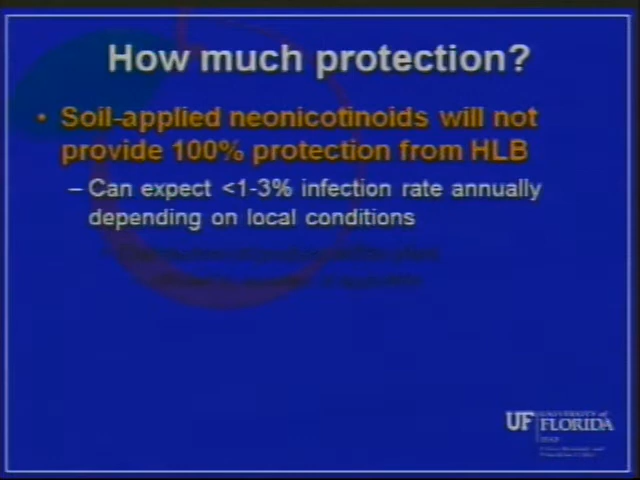 How much protection?
• Soil-applied neonicotinoids will not
provide 100% protection from HLB
– Can expect <1-3% infection rate annually
depending on local conditions
UF UNIVERSITY of
FLORIDA